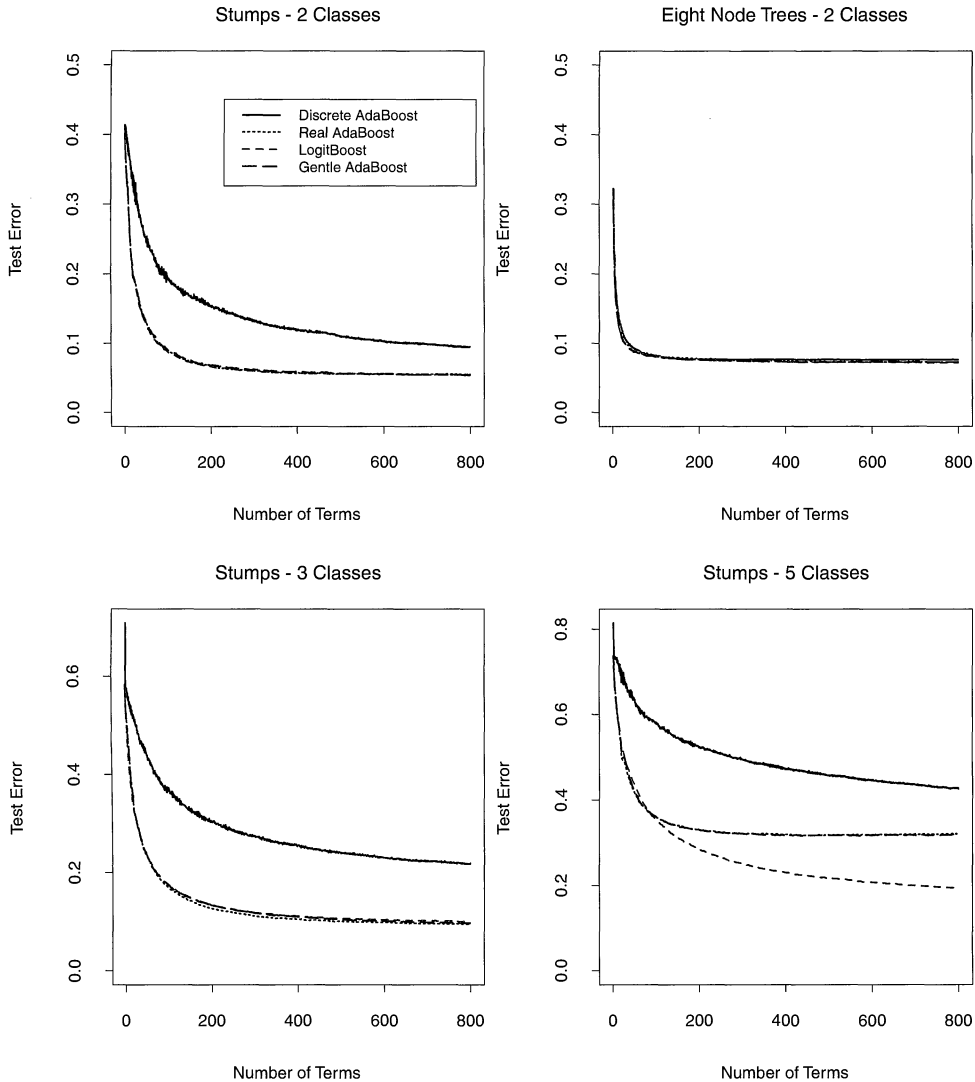 Stumps - 2 Classes
Test Error
0.5
0.4
0.3
0.2
0.1
0.0
Discrete AdaBoost
Real AdaBoost
LogitBoost
Gentle AdaBoost
0 200 400 600 800
Number of Terms
Eight Node Trees - 2 Classes
Test Error
0.5
0.4
0.3
0.2
0.1
0.0
0 200 400 600 800
Number of Terms
Stumps - 3 Classes
Test Error
0.6
0.4
0.2
0.0
0 200 400 600 800
Number of Terms
Stumps - 5 Classes
Test Error
0.8
0.6
0.4
0.2
0.0
0 200 400 600 800
Number of Terms